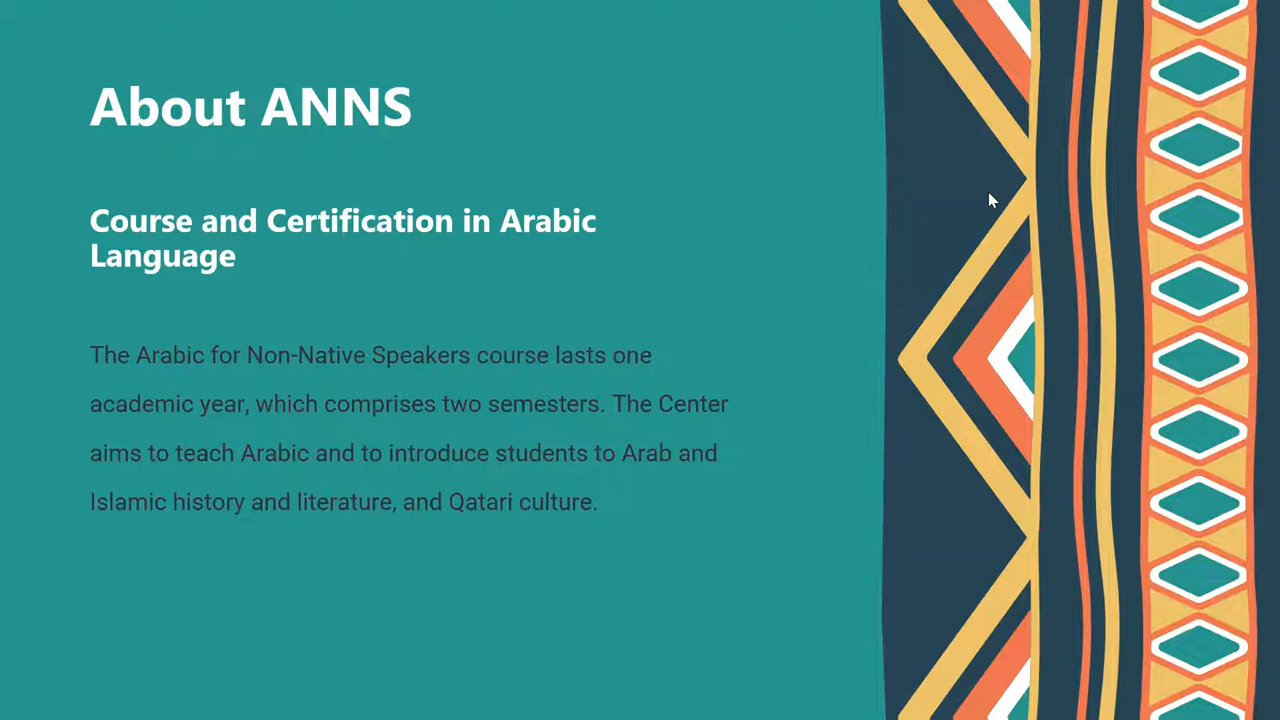 About ANNS
Course and Certification in Arabic
Language
The Arabic for Non-Native Speakers course lasts one
academic year, which comprises two semesters. The Center
aims to teach Arabic and to introduce students to Arab and
Islamic history and literature, and Qatari culture.